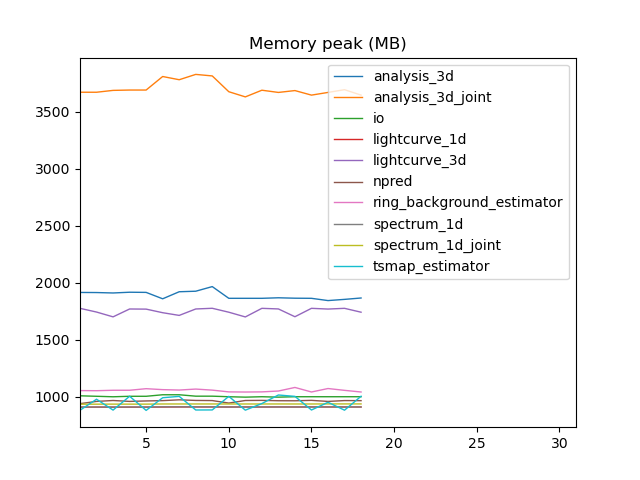 Memory peak (MB)
analysis_3d
analysis_3d_joint
io
lightcurve_1d
lightcurve_3d
npred
ring_background_estimator
spectrum_1d
spectrum_1d_joint
tsmap_estimator
3500
3000
2500
2000
1500
1000
5 10 15 20 25 30